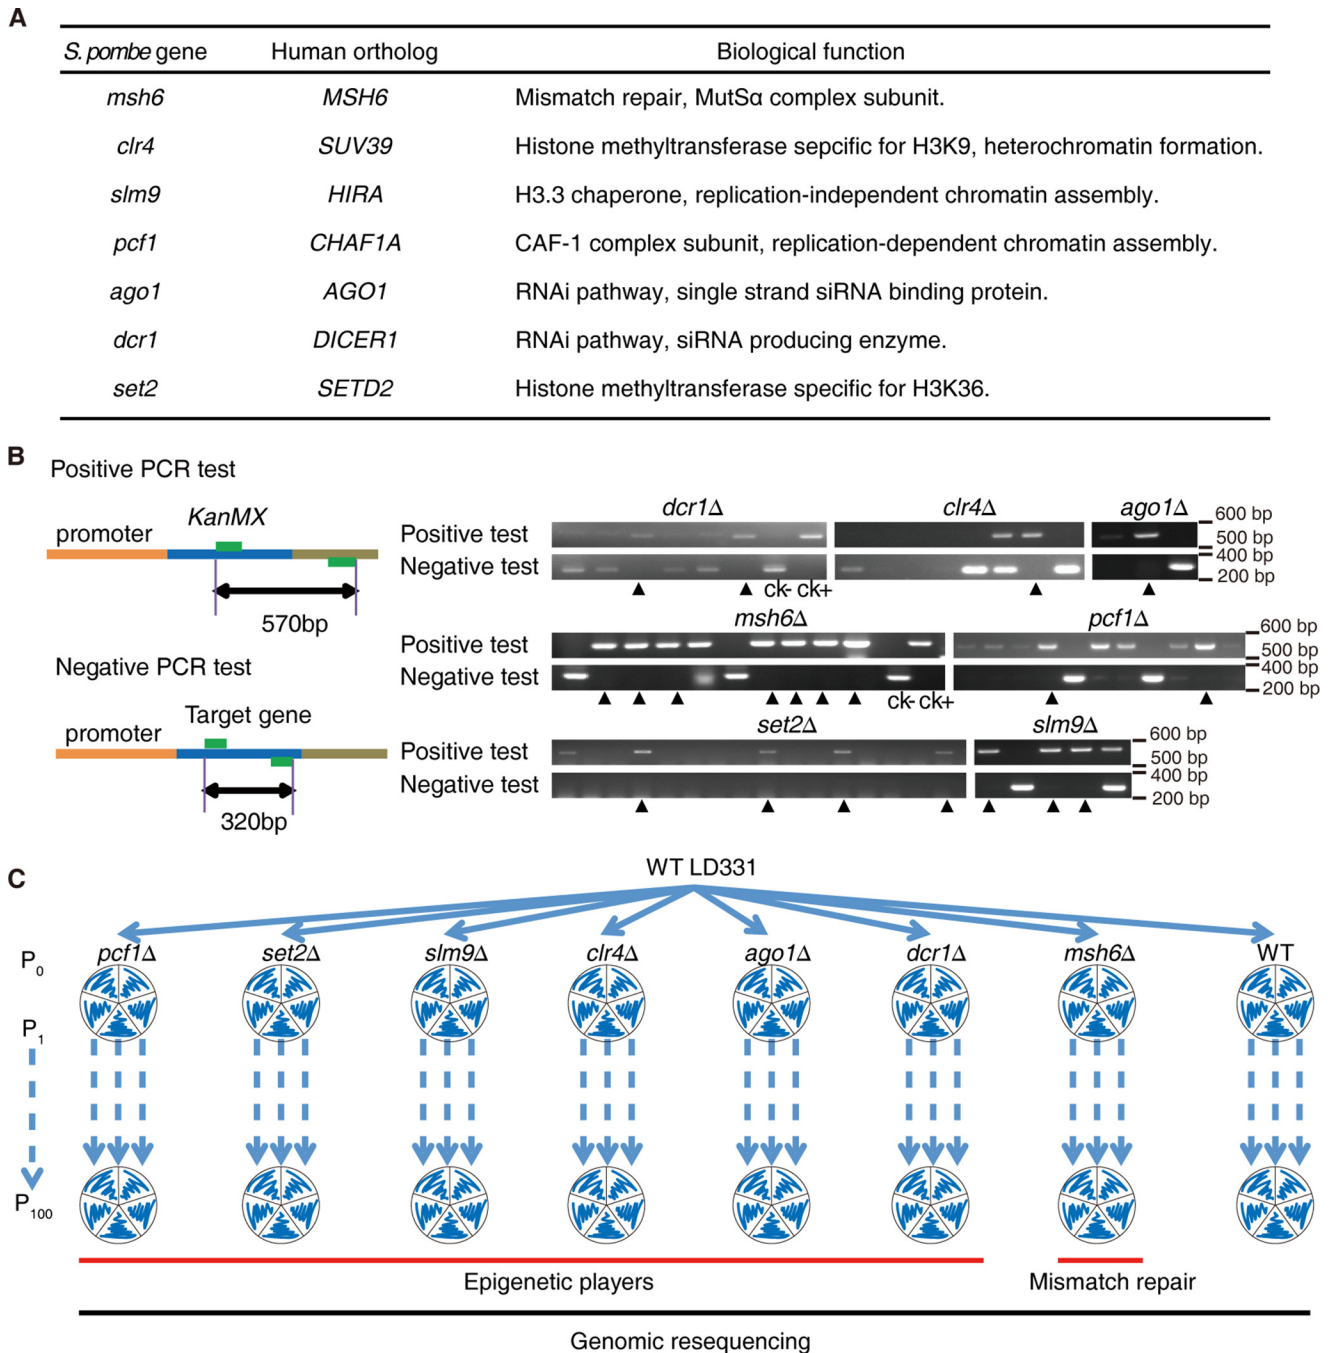 A
S. pombe gene Human ortholog Biological function
msh6 MSH6 Mismatch repair, MutSα complex subunit.
clr4 SUV39 Histone methyltransferase sepcific for H3K9, heterochromatin formation.
slm9 HIRA H3.3 chaperone, replication-independent chromatin assembly.
pcf1 CHAF1A CAF-1 complex subunit, replication-dependent chromatin assembly.
ago1 AGO1 RNAi pathway, single strand siRNA binding protein.
dcr1 DICER1 RNAi pathway, siRNA producing enzyme.
set2 SETD2 Histone methyltransferase specific for H3K36.
B
Positive PCR test
promoter KanMX
570bp
Negative PCR test
promoter Target gene
320bp
dcr1Δ clr4Δ ago1Δ
Positive test
Negative test
600 bp
500 bp
400 bp
200 bp
ck- ck+
msh6Δ pcf1Δ
Positive test
Negative test
600 bp
500 bp
400 bp
200 bp
ck- ck+
set2Δ slm9Δ
Positive test
Negative test
600 bp
500 bp
400 bp
200 bp
C
WT LD331
P0 pcf1Δ set2Δ slm9Δ clr4Δ ago1Δ dcr1Δ msh6Δ WT
P1
P100
Epigenetic players Mismatch repair
Genomic resequencing